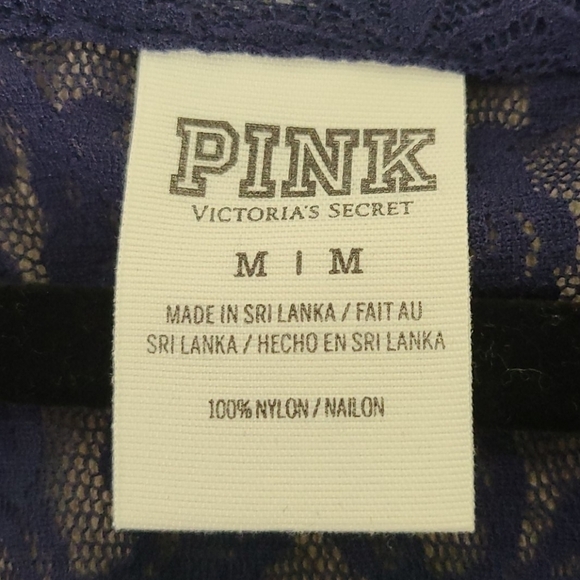 PINK
VICTORIA'S SECRET
M | M
MADE IN SRI LANKA / FAIT AU
SRI LANKA / HECHO EN SRI LANKA
100% NYLON / NAILON